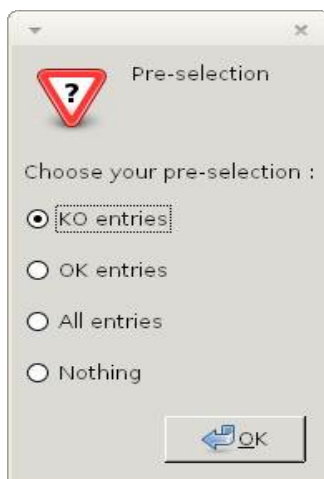 Pre-selection
Choose your pre-selection :
KO entries
OK entries
All entries
Nothing
OK